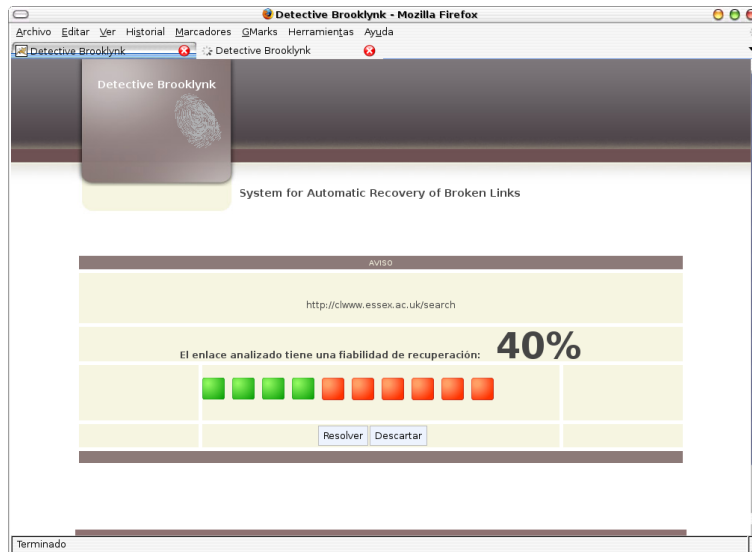 Detective Brooklynk - Mozilla Firefox
Archivo Editar Ver Historial Marcadores GMarks Herramientas Ayuda
Detective Brooklynk Detective Brooklynk
Detective Brooklynk
System for Automatic Recovery of Broken Links
AVISO
http://clwww.essex.ac.uk/search
El enlace analizado tiene una fiabilidad de recuperación: 40%
Resolver Descartar
Terminado